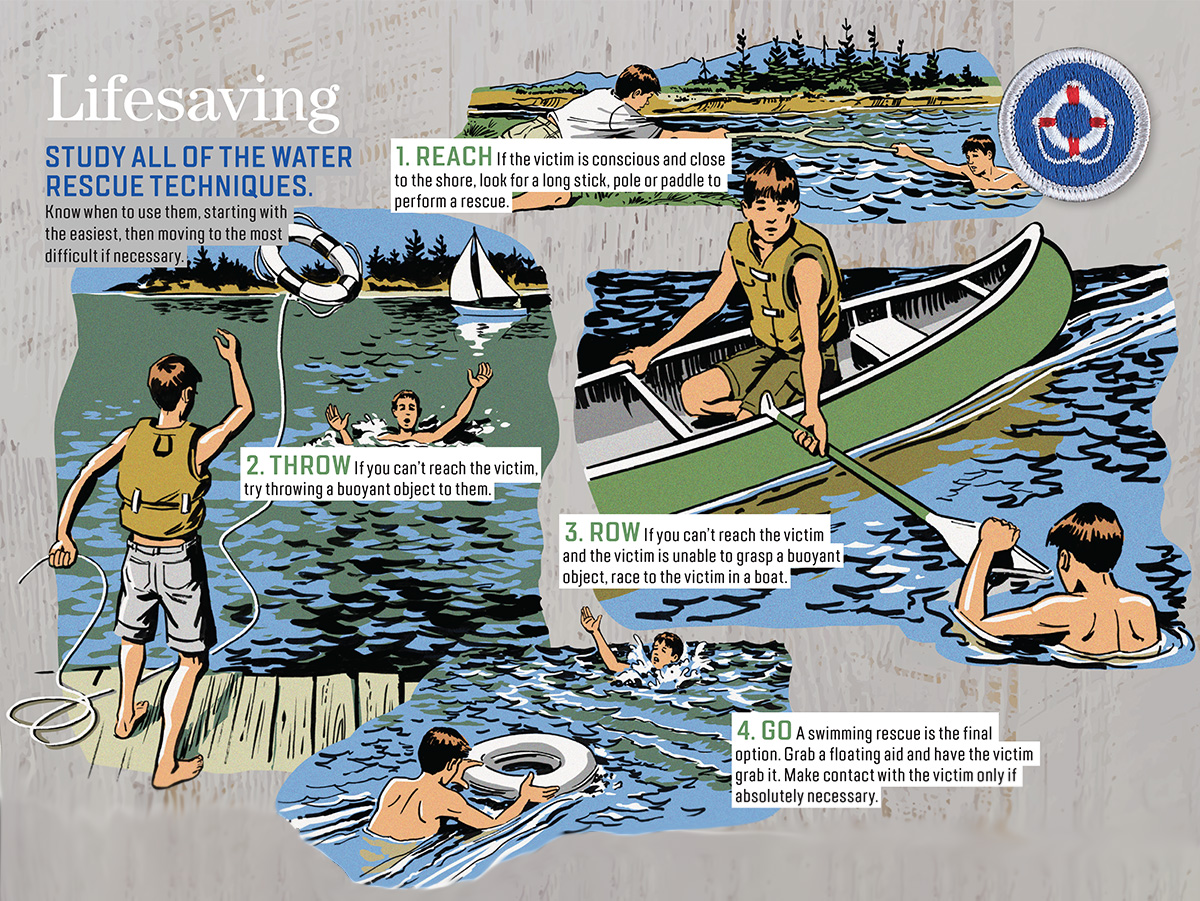 Lifesaving
STUDY ALL OF THE WATER
RESCUE TECHNIQUES.
Know when to use them, starting with
the easiest, then moving to the most
difficult if necessary.
1. REACH If the victim is conscious and close
to the shore, look for a long stick, pole or paddle to
perform a rescue.
2. THROW If you can't reach the victim,
try throwing a buoyant object to them.
3. ROW If you can't reach the victim
and the victim is unable to grasp a buoyant
object, race to the victim in a boat.
4. GO A swimming rescue is the final
option. Grab a floating aid and have the victim
grab it. Make contact with the victim only if
absolutely necessary.